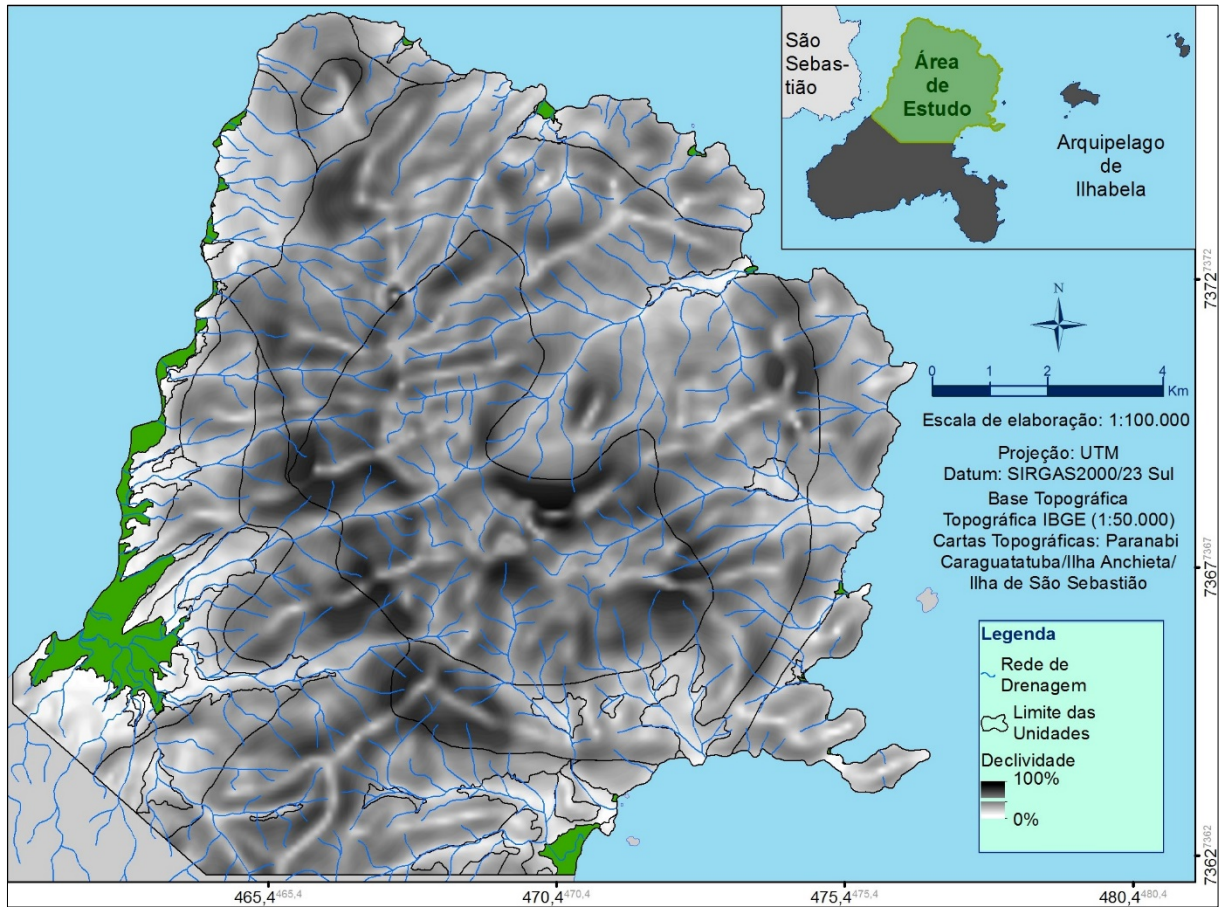 São
Sebas-
tião
Área
de
Estudo
Arquipelago
de
Ilhabela
N
0 1 2 4
Km
Escala de elaboração: 1:100.000
Projeção: UTM
Datum: SIRGAS2000/23 Sul
Base Topográfica
Topográfica IBGE (1:50.000)
Cartas Topográficas: Paranabi
Caraguatatuba/Ilha Anchieta/
Ilha de São Sebastião
Legenda
Rede de
Drenagem
Limite das
Unidades
Declividade
100%
0%
7372 7372
7367 7367
7362 7362
465,4 465,4
470,4 470,4
475,4 475,4
480,4 480,4